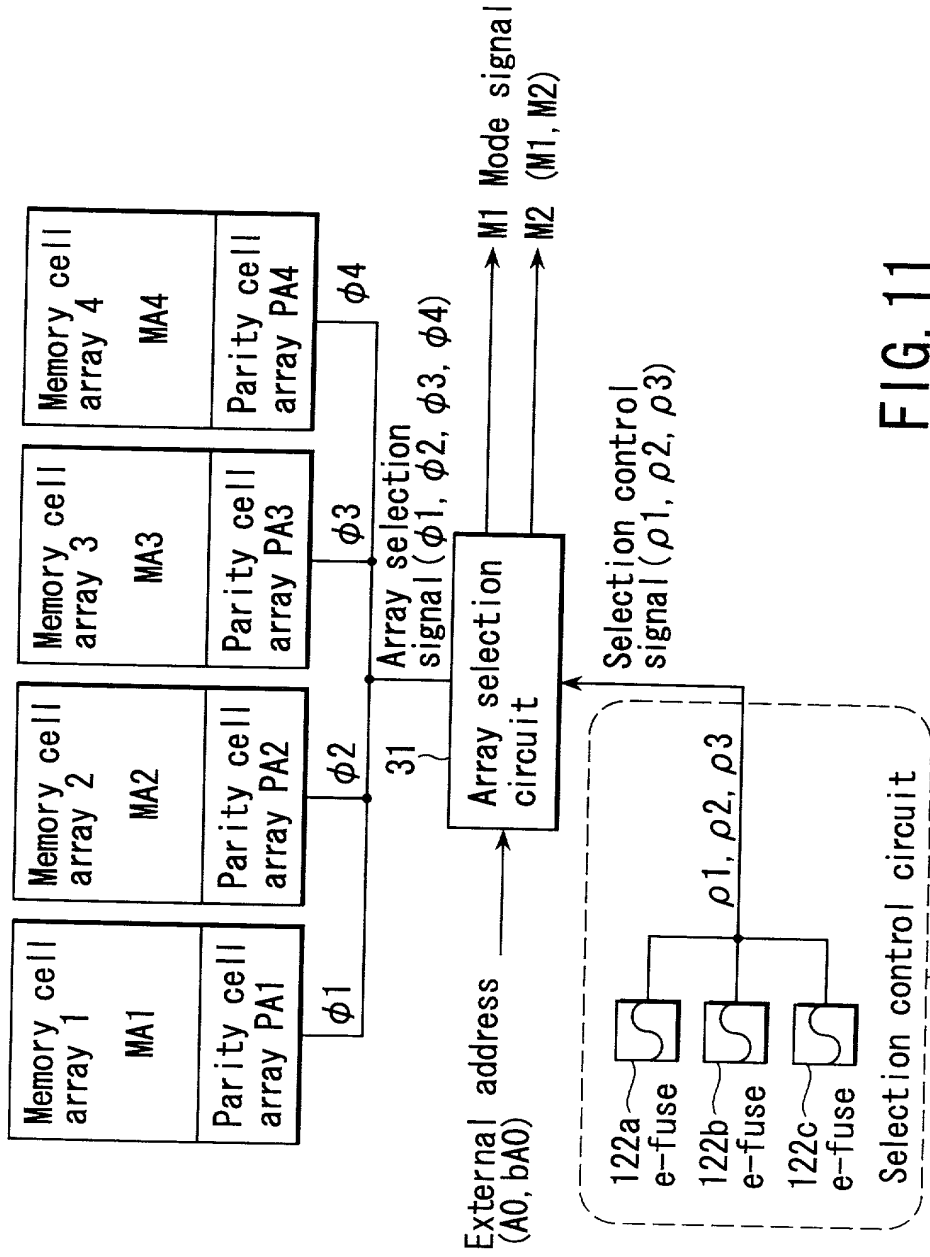 Memory cell
array 1
MA1
Parity cell
array PA1
Memory cell
array 2
MA2
Parity cell
array PA2
Memory cell
array 3
MA3
Parity cell
array PA3
Memory cell
array 4
MA4
Parity cell
array PA4
φ1
φ2
φ3
φ4
Array selection
signal(φ1, φ2, φ3, φ4)
31
Array selection
circuit
External address
(A0, bA0)
M1 Mode signal
M2 (M1, M2)
Selection control
signal(ρ1, ρ2, ρ3)
ρ1, ρ2, ρ3
122a
e-fuse
122b
e-fuse
122c
e-fuse
Selection control circuit
FIG. 11